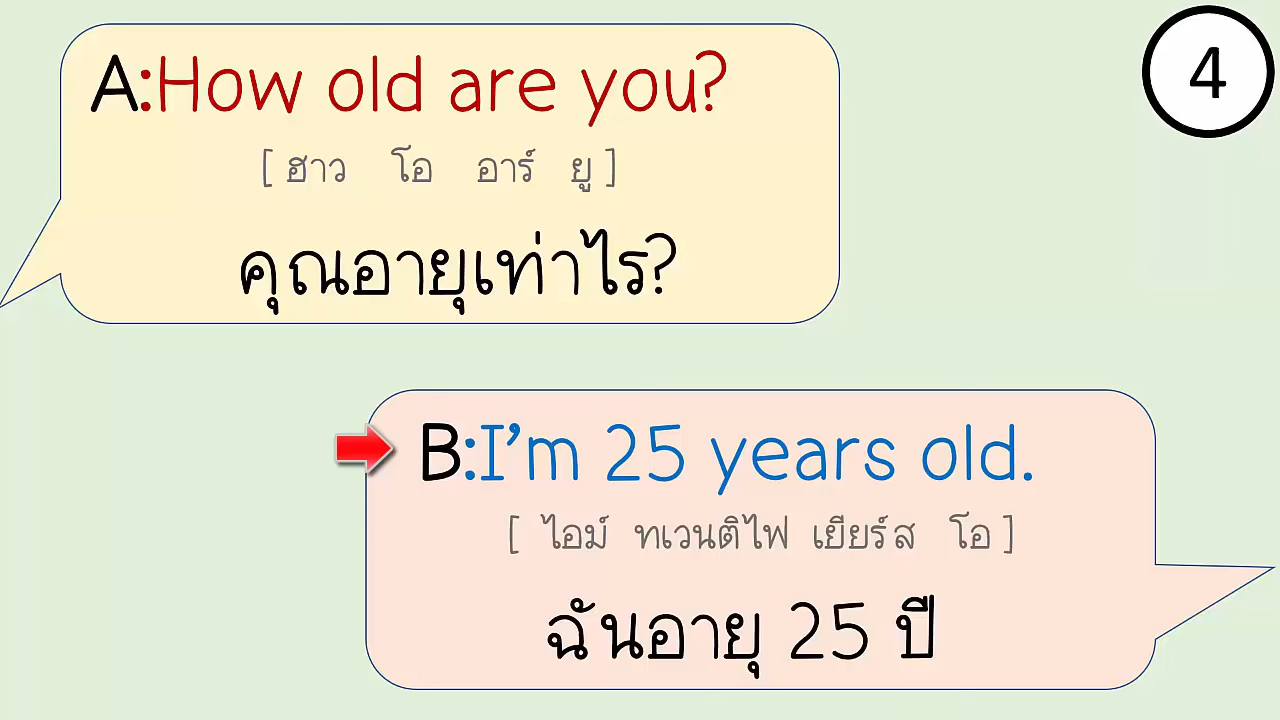 A:How old are you?
4
[ ฮาว โอ อาร์ ยู ]
คุณอายุเท่าไร?
B:I'm 25 years old.
[ ไอม์ ทเวนติไฟ เยียร์ส โอ ]
ฉันอายุ 25 ปี